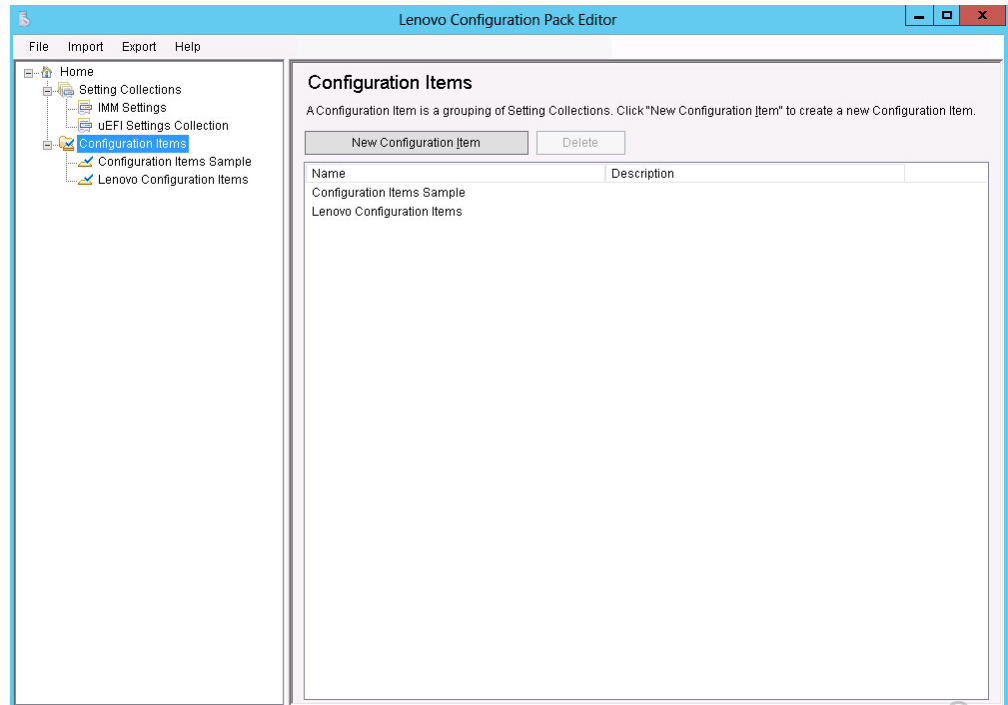 Lenovo Configuration Pack Editor
File Import Export Help
Home
Setting Collections
IMM Settings
uEFI Settings Collection
Configuration Items
Configuration Items Sample
Lenovo Configuration Items
Configuration Items
A Configuration Item is a grouping of Setting Collections. Click "New Configuration Item" to create a new Configuration Item.
New Configuration Item Delete
Name Description
Configuration Items Sample
Lenovo Configuration Items